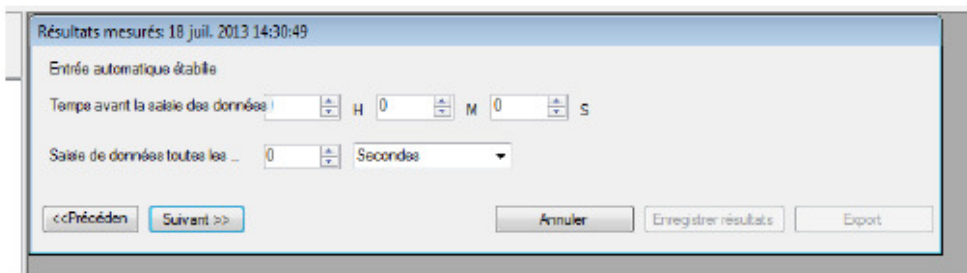 Résultats mesurés: 18 juil. 2013 14:30:49
Entrée automatique établie
Temps avant la saisie des données H 0 M 0 S
Saisie de données toutes les ... 0 Secondes
<<Précéden Suivant >> Annuler Enregistrer résultats Export